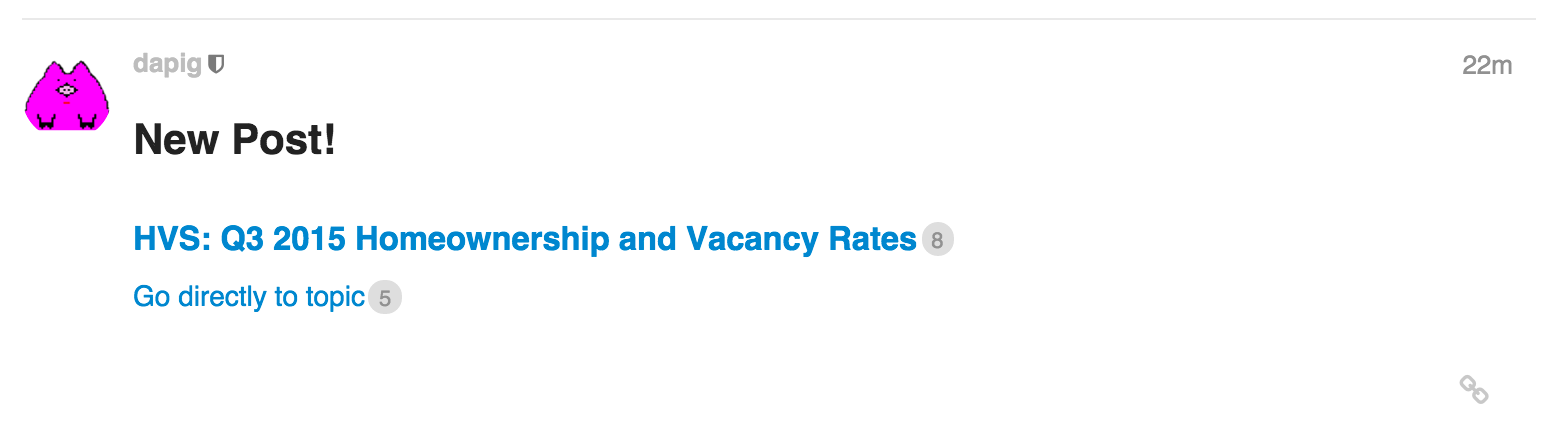 dapig 22m
New Post!
HVS: Q3 2015 Homeownership and Vacancy Rates 8
Go directly to topic 5